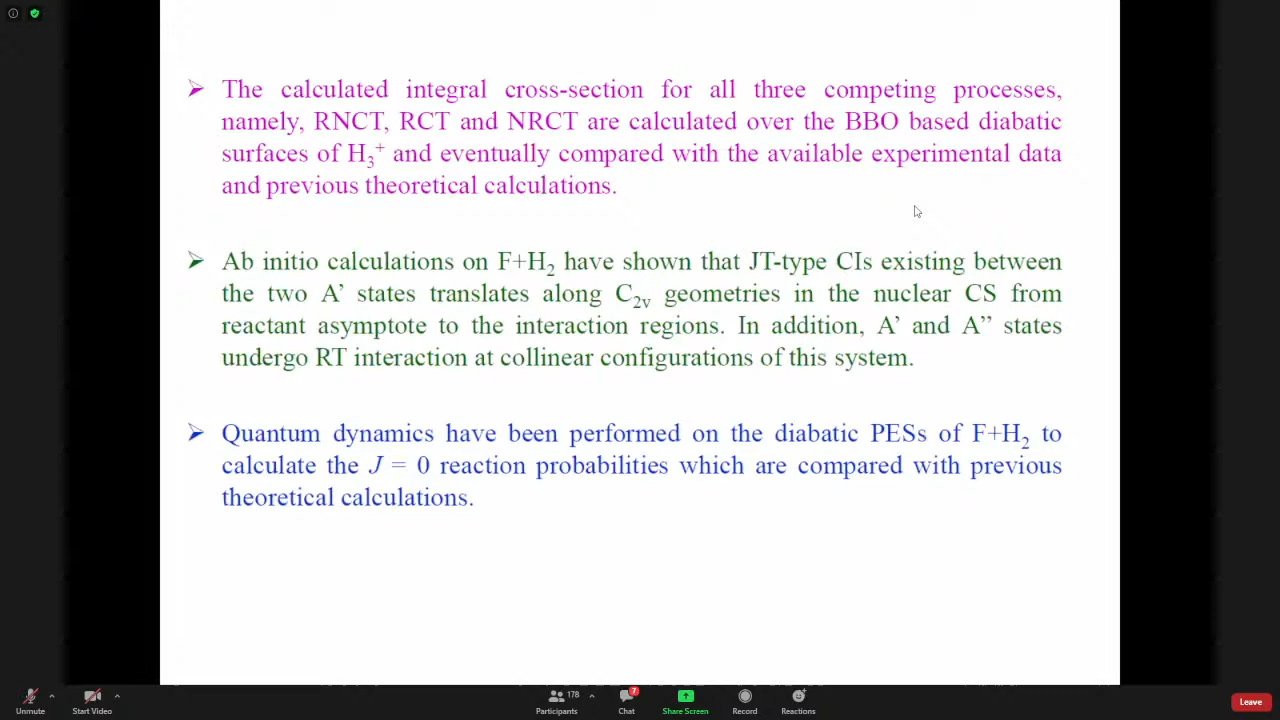 The calculated integral cross-section for all three competing processes,
namely, RNCT, RCT and NRCT are calculated over the BBO based diabatic
surfaces of H₃⁺ and eventually compared with the available experimental data
and previous theoretical calculations.
Ab initio calculations on F+H₂ have shown that JT-type CIs existing between
the two A’ states translates along C₂ᵥ geometries in the nuclear CS from
reactant asymptote to the interaction regions. In addition, A’ and A” states
undergo RT interaction at collinear configurations of this system.
Quantum dynamics have been performed on the diabatic PESs of F+H₂ to
calculate the J = 0 reaction probabilities which are compared with previous
theoretical calculations.
178 7
Unmute Start Video Participants Chat Share Screen Record Reactions Leave